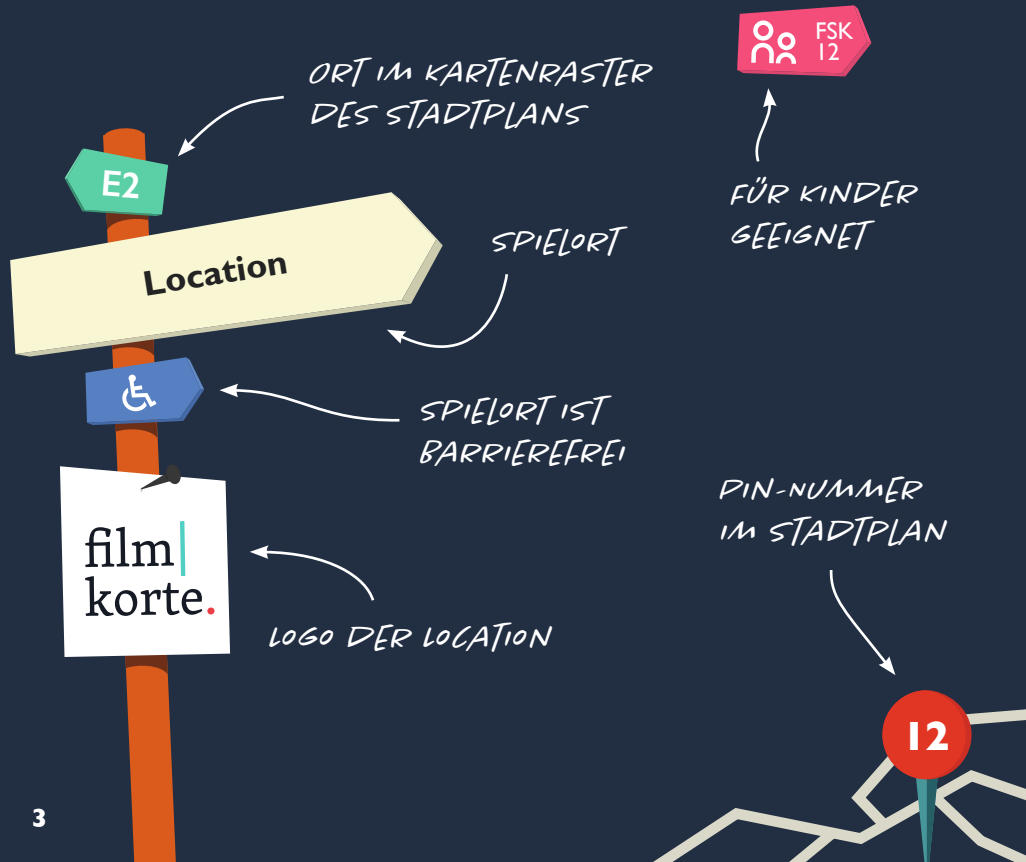 FSK
12
ORT IM KARTENRASTER
DES STADTPLANS
E2
FÜR KINDER
GEEIGNET
SPIELORT
Location
SPIELORT IST
BARRIEREFREI
PIN-NUMMER
IM STADTPLAN
film|
korte.
LOGO DER LOCATION
12
3